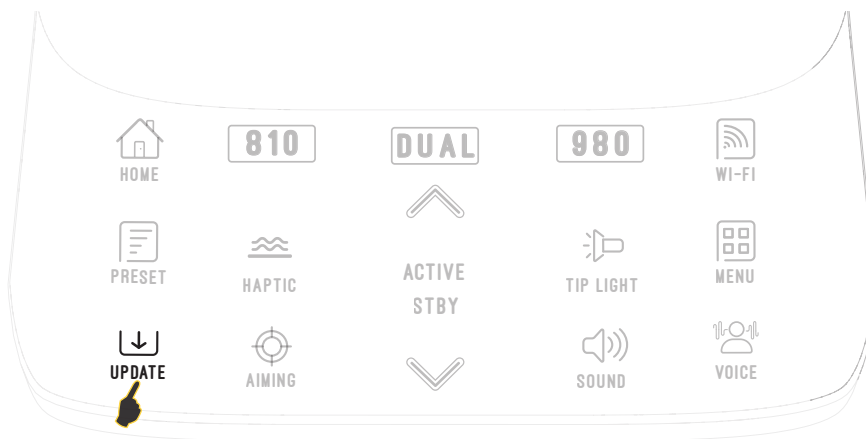 810
DUAL
980
HOME
WI-FI
PRESET
HAPTIC
ACTIVE
STBY
TIP LIGHT
MENU
UPDATE
AIMING
SOUND
VOICE